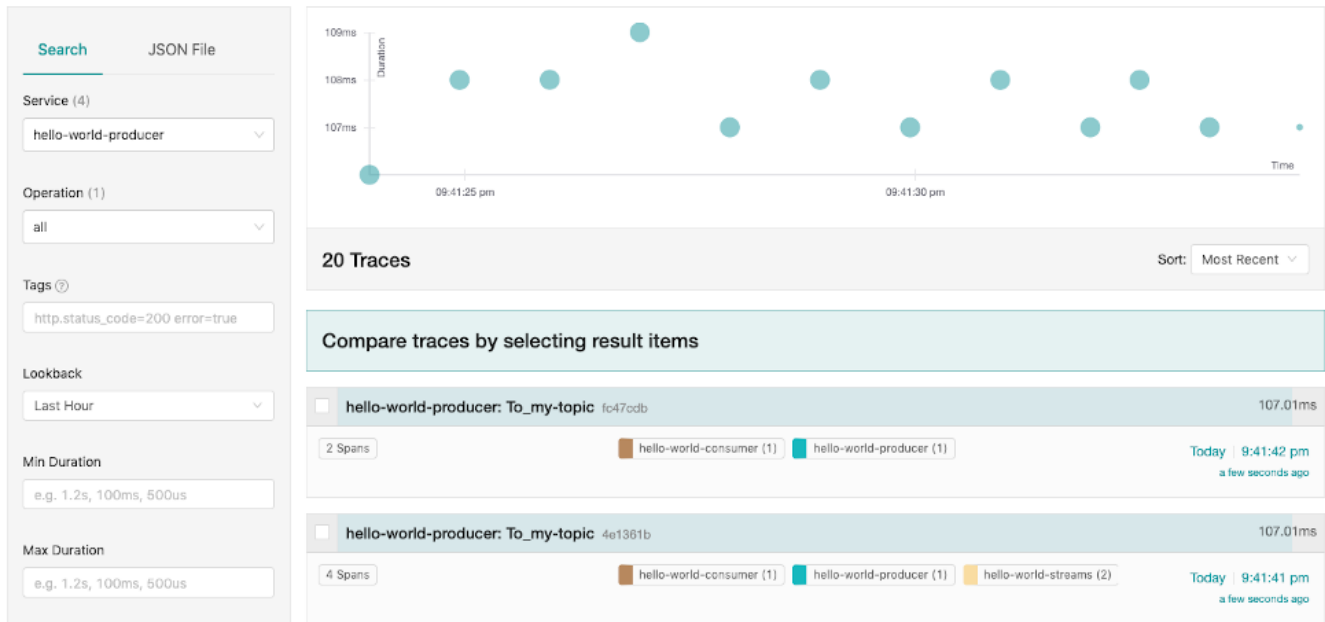 Search JSON File
Service (4)
hello-world-producer
Operation (1)
all
Tags ?
http.status_code=200 error=true
Lookback
Last Hour
Min Duration
e.g. 1.2s, 100ms, 500us
Max Duration
e.g. 1.2s, 100ms, 500us
109ms
Duration
108ms
107ms
Time
09:41:25 pm 09:41:30 pm
20 Traces Sort: Most Recent
Compare traces by selecting result items
hello-world-producer: To_my-topic fc47cdb 107.01ms
2 Spans hello-world-consumer (1) hello-world-producer (1) Today 9:41:42 pm
a few seconds ago
hello-world-producer: To_my-topic 4e1361b 107.01ms
4 Spans hello-world-consumer (1) hello-world-producer (1) hello-world-streams (2) Today 9:41:41 pm
a few seconds ago